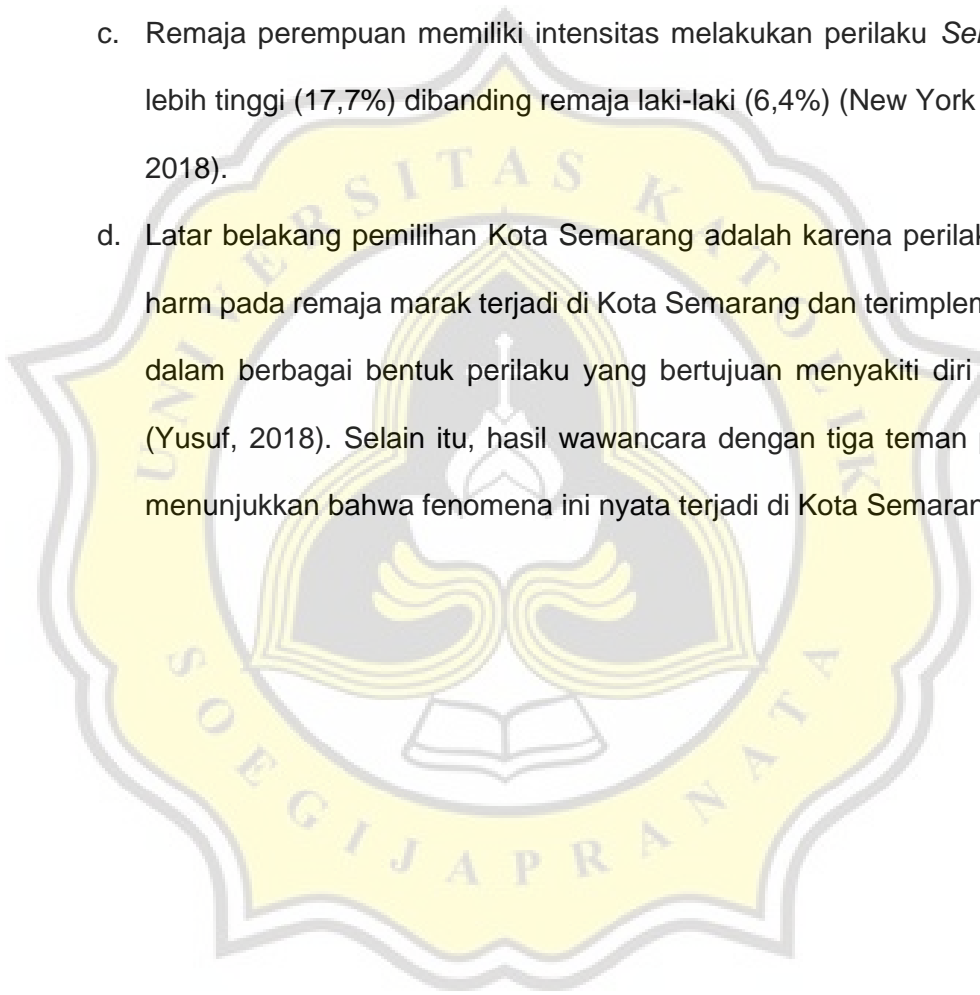 c. Remaja perempuan memiliki intensitas melakukan perilaku
lebih tinggi (17,7%) dibanding remaja laki-laki (6,4%) (New York
2018).
d. Latar belakang pemilihan Kota Semarang adalah karena
harm pada remaja marak terjadi di Kota Semarang dan
dalam berbagai bentuk perilaku yang bertujuan menyakiti diri
(Yusuf, 2018). Selain itu, hasil wawancara dengan tiga teman
menunjukkan bahwa fenomena ini nyata terjadi di Kota
UNIVERSITAS KATOLIK
SOEGIJAPRANATA